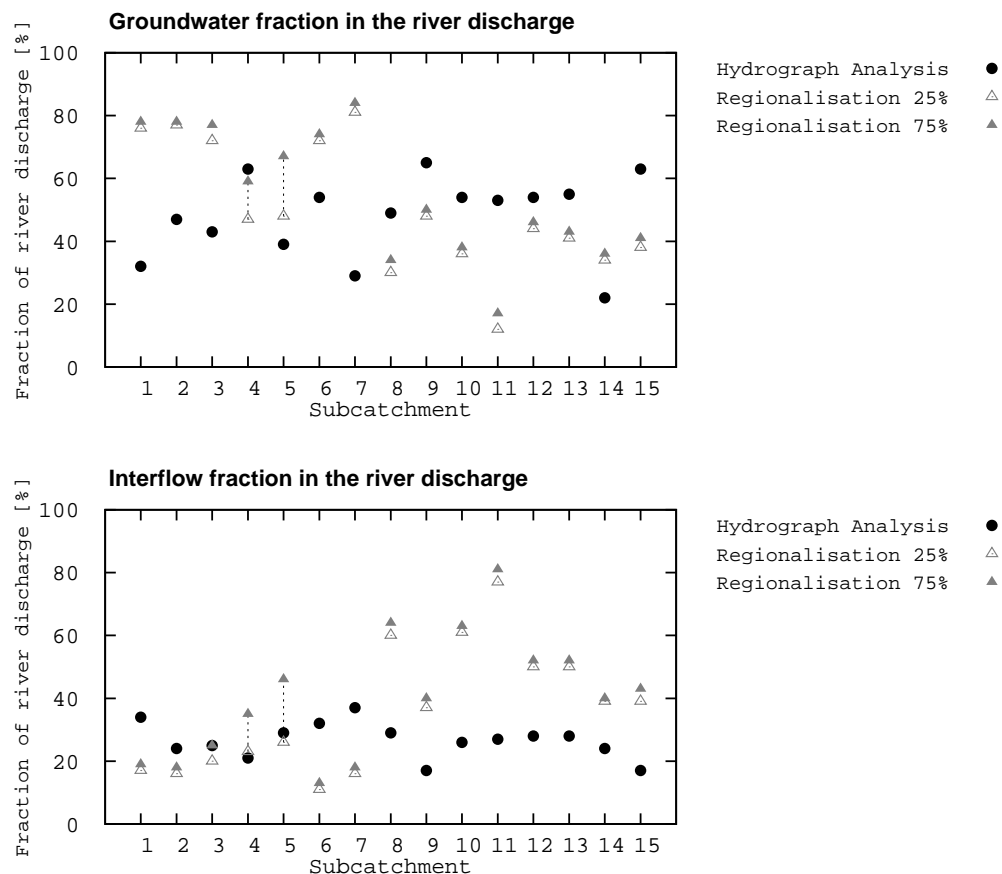 Groundwater fraction in the river discharge
Fraction of river discharge [%]
100
80
60
40
20
0
1 2 3 4 5 6 7 8 9 10 11 12 13 14 15
Subcatchment
Hydrograph Analysis
Regionalisation 25%
Regionalisation 75%
Interflow fraction in the river discharge
Fraction of river discharge [%]
100
80
60
40
20
0
1 2 3 4 5 6 7 8 9 10 11 12 13 14 15
Subcatchment
Hydrograph Analysis
Regionalisation 25%
Regionalisation 75%